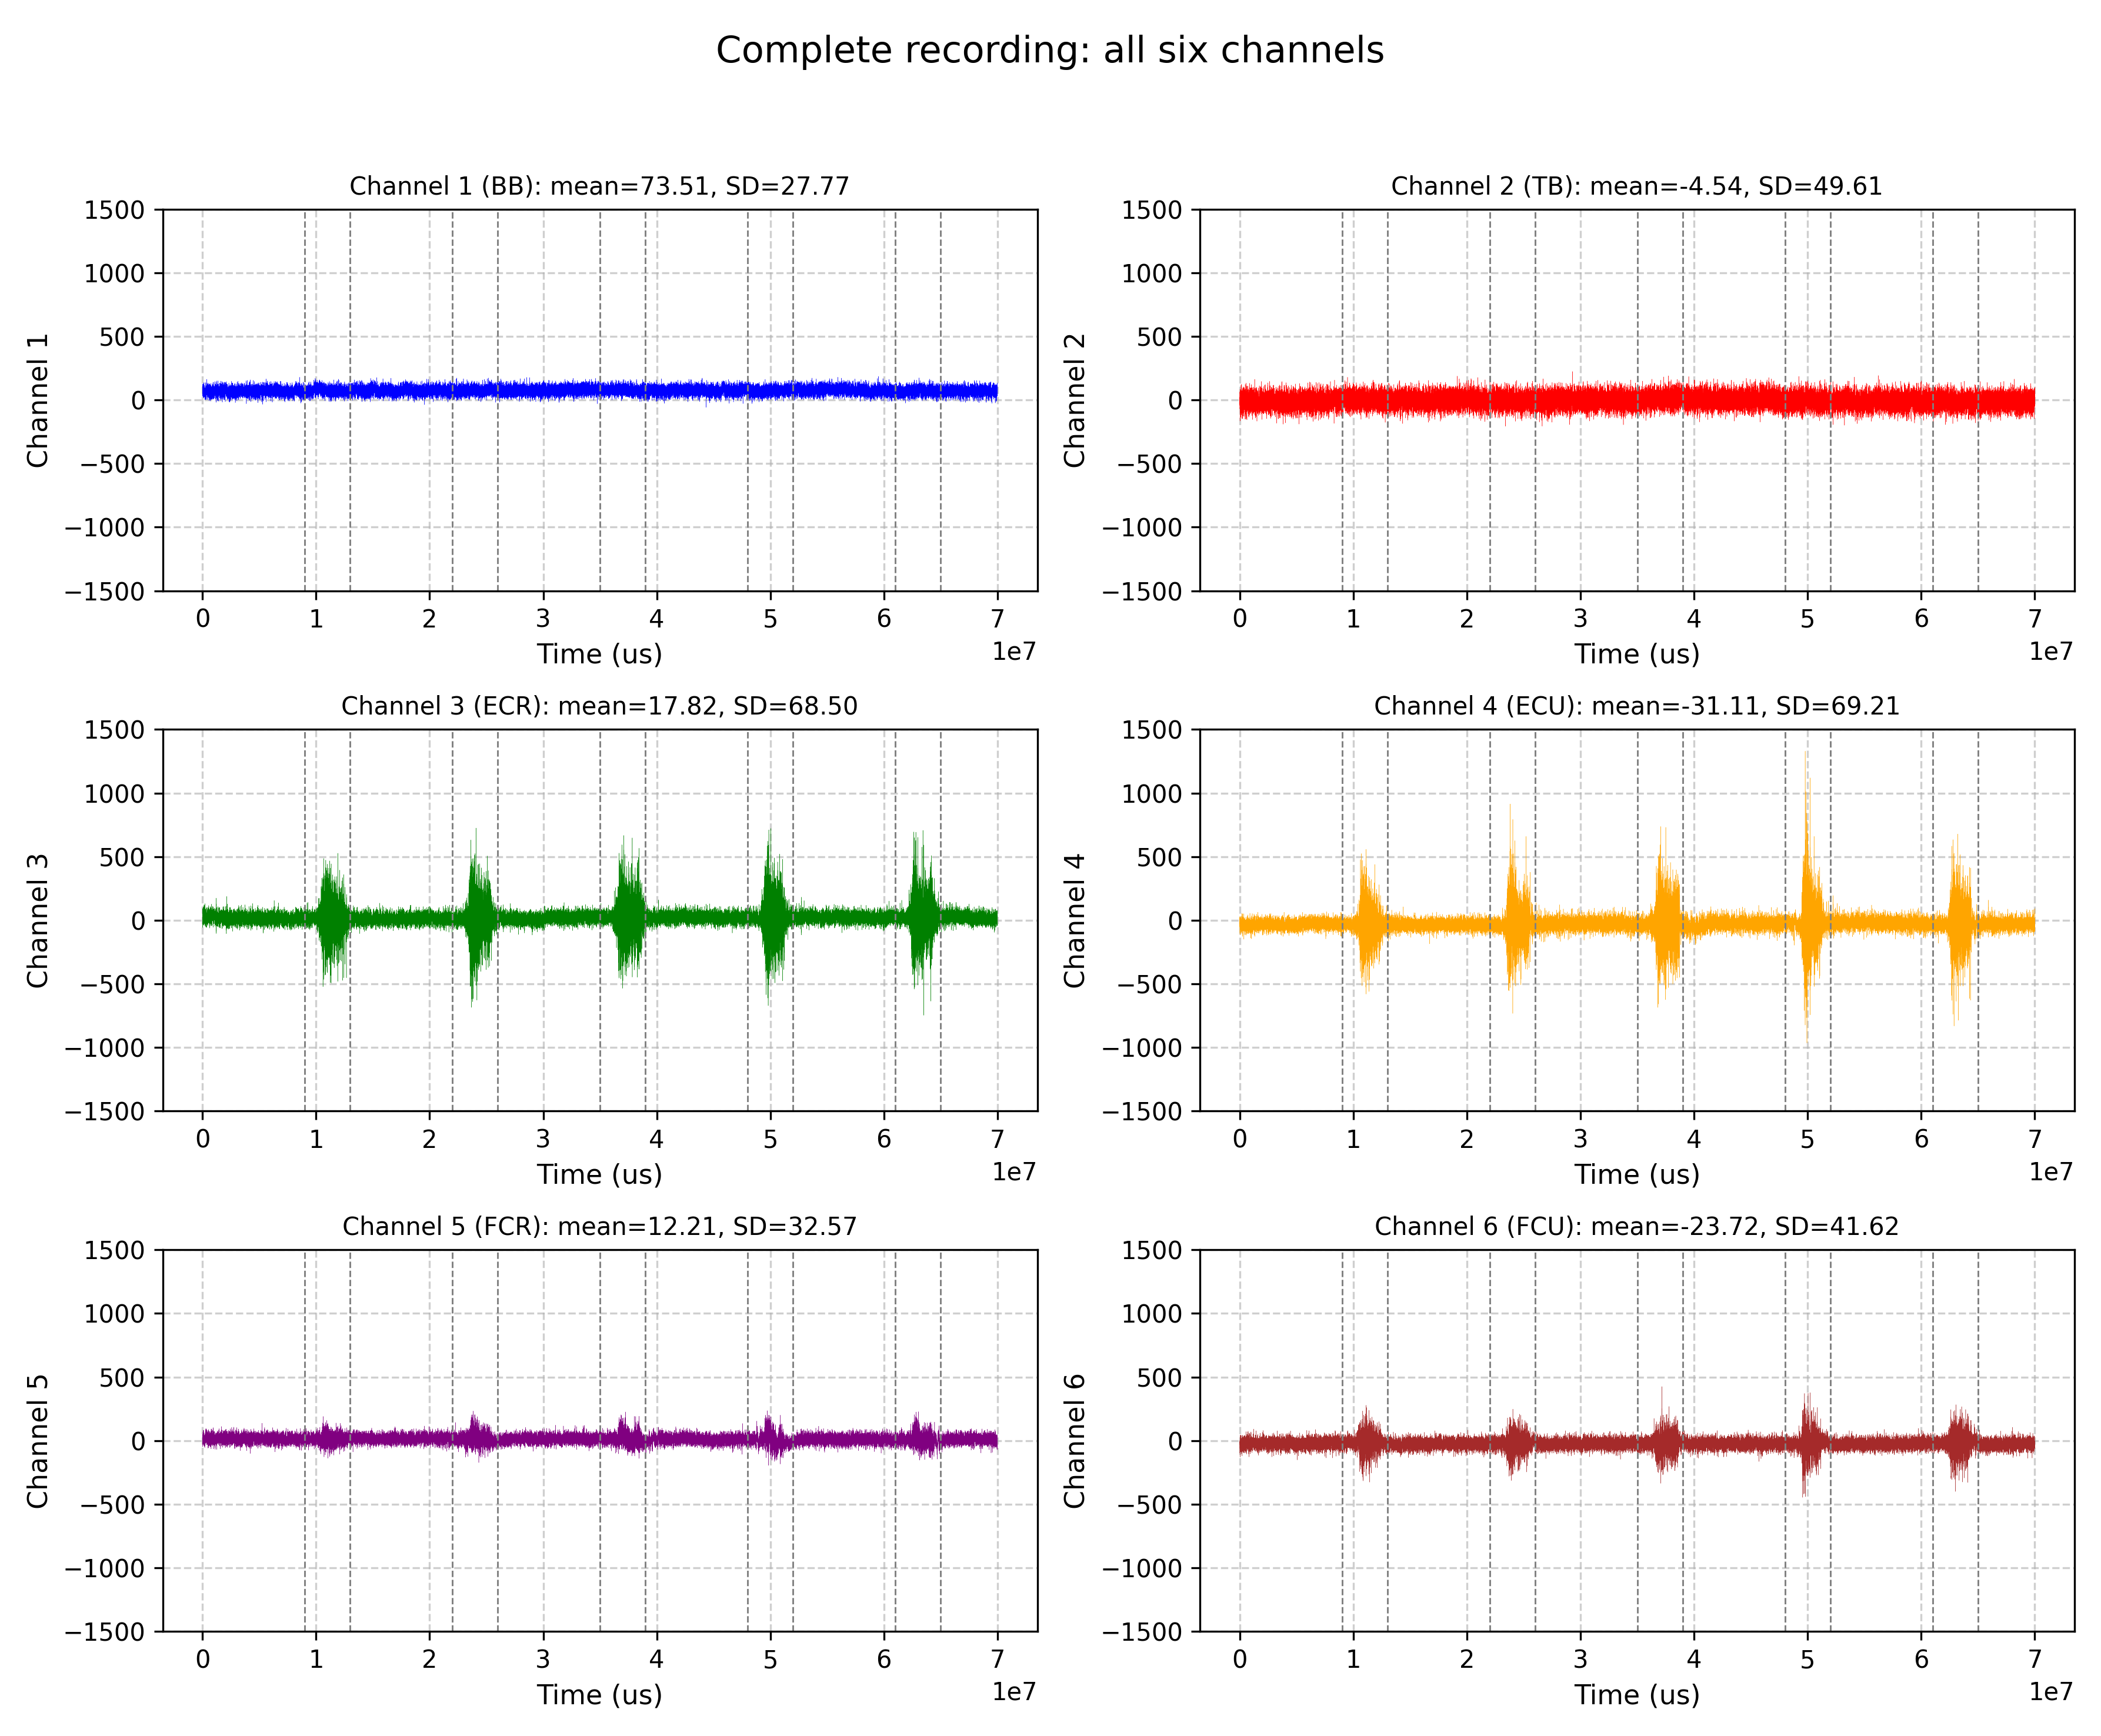 Complete recording: all six channels
Channel 1 (BB): mean=73.51, SD=27.77
1500
1000
500
0
−500
−1000
−1500
Channel 1
0 1 2 3 4 5 6 7
1e7
Time (us)
Channel 2 (TB): mean=-4.54, SD=49.61
1500
1000
500
0
−500
−1000
−1500
Channel 2
0 1 2 3 4 5 6 7
1e7
Time (us)
Channel 3 (ECR): mean=17.82, SD=68.50
1500
1000
500
0
−500
−1000
−1500
Channel 3
0 1 2 3 4 5 6 7
1e7
Time (us)
Channel 4 (ECU): mean=-31.11, SD=69.21
1500
1000
500
0
−500
−1000
−1500
Channel 4
0 1 2 3 4 5 6 7
1e7
Time (us)
Channel 5 (FCR): mean=12.21, SD=32.57
1500
1000
500
0
−500
−1000
−1500
Channel 5
0 1 2 3 4 5 6 7
1e7
Time (us)
Channel 6 (FCU): mean=-23.72, SD=41.62
1500
1000
500
0
−500
−1000
−1500
Channel 6
0 1 2 3 4 5 6 7
1e7
Time (us)